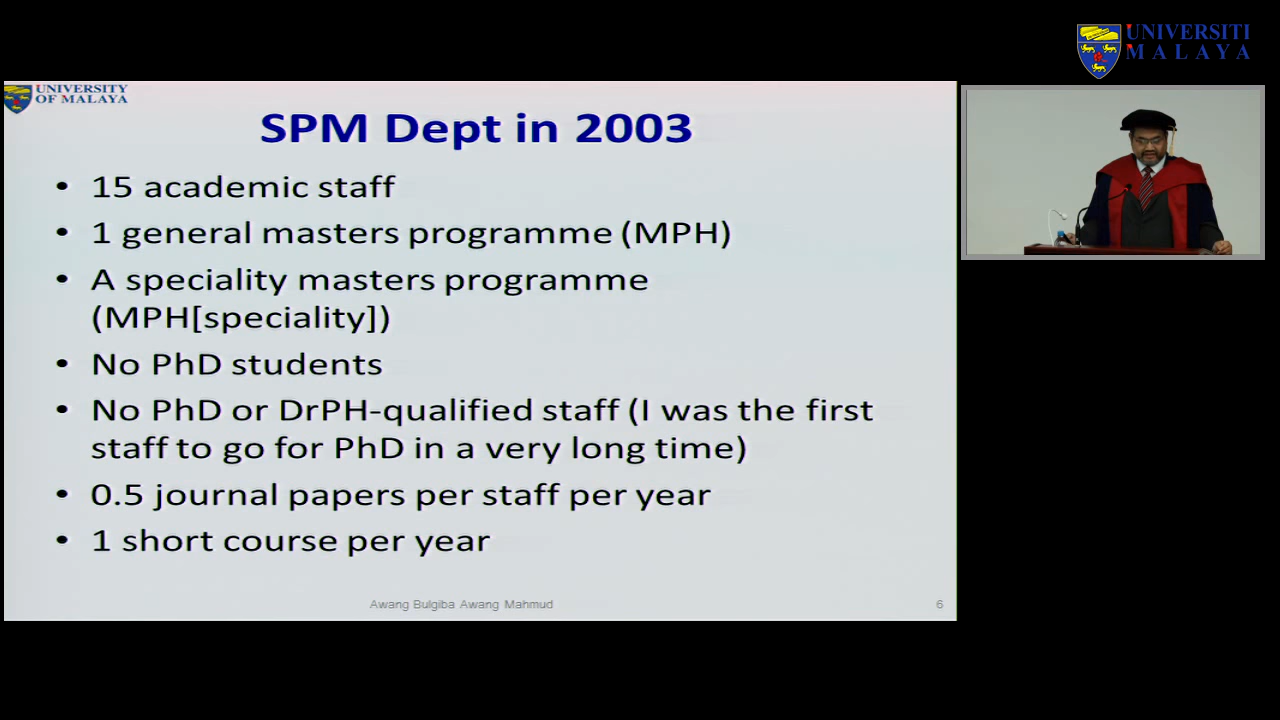 UNIVERSITI
MALAYA
UNIVERSITY
OF MALAYA
SPM Dept in 2003
• 15 academic staff
• 1 general masters programme (MPH)
• A speciality masters programme
(MPH[speciality])
• No PhD students
• No PhD or DrPH-qualified staff (I was the first
staff to go for PhD in a very long time)
• 0.5 journal papers per staff per year
• 1 short course per year
Awang Bulgiba Awang Mahmud
6